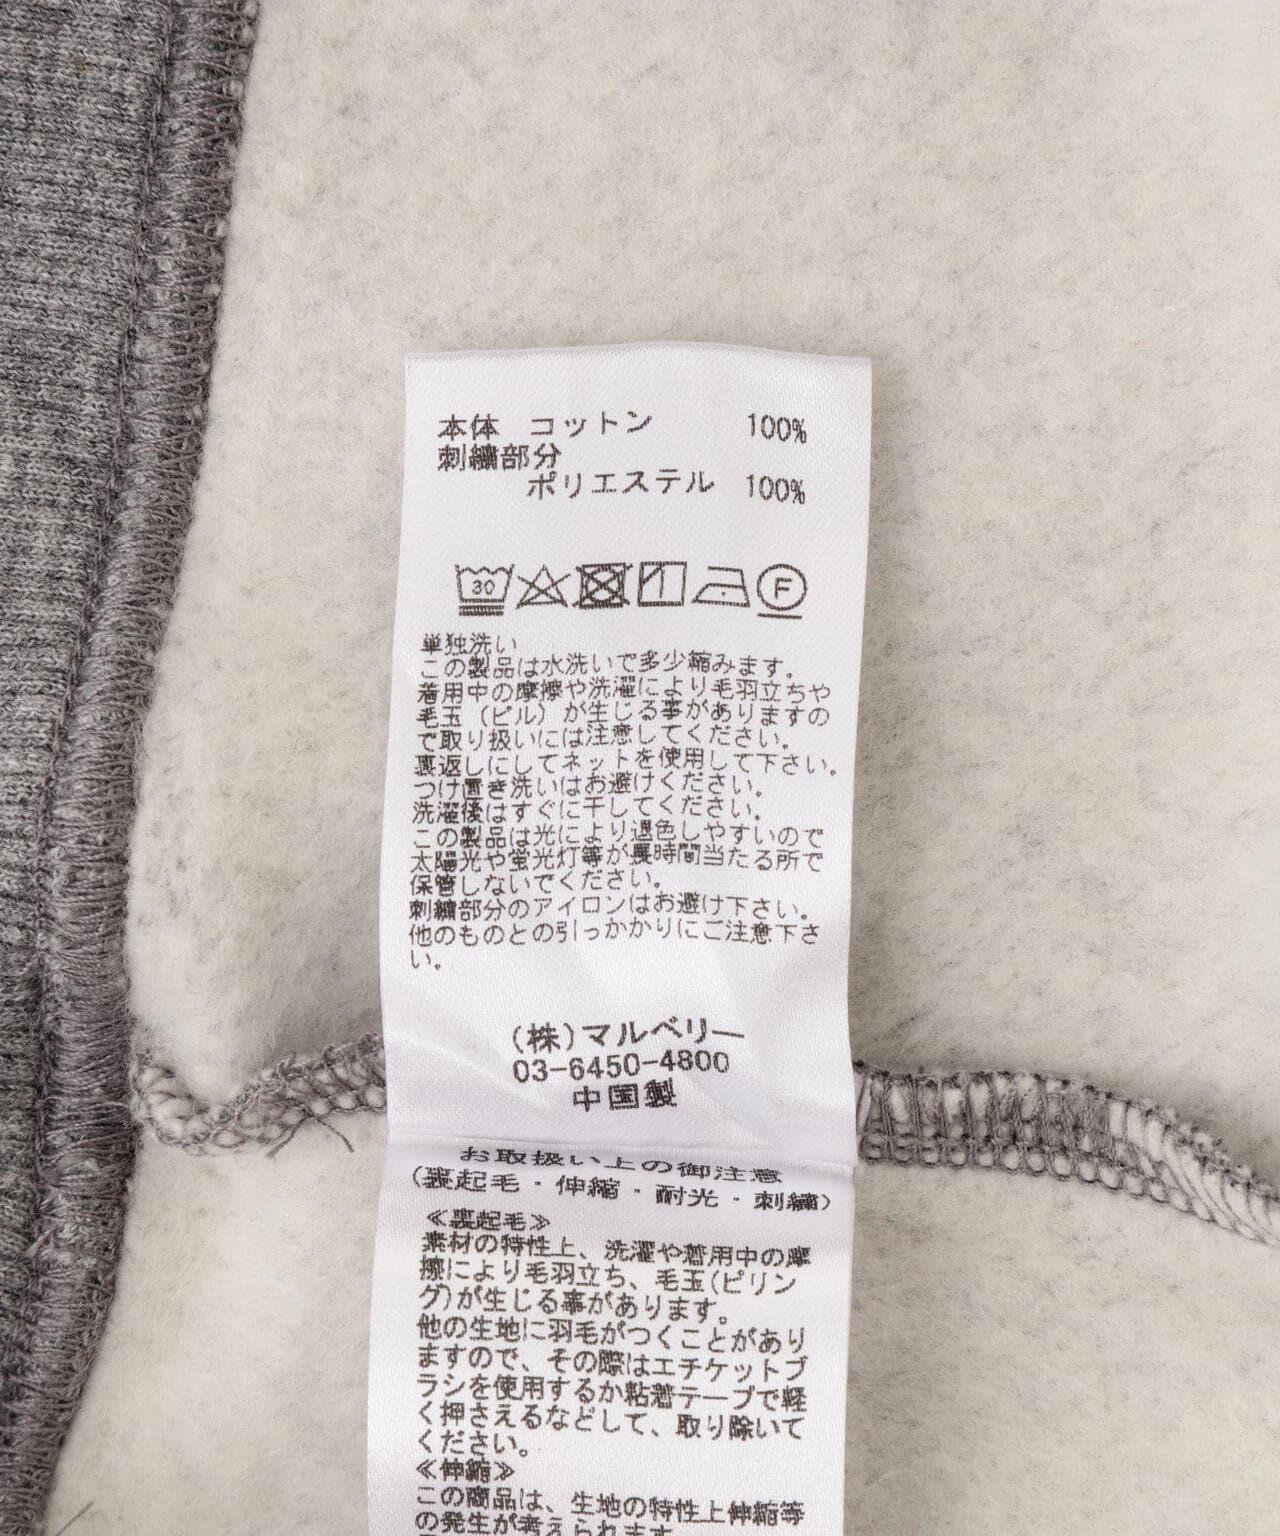 本体 コットン 100%
刺繍部分
ポリエステル 100%
30
F
単独洗い
この製品は水洗いで多少縮みます。
着用中の摩擦や洗濯により毛羽立ちや
毛玉(ピル)が生じる事がありますの
で取り扱いには注意してください。
裏返しにしてネットを使用して下さい。
つけ置き洗いはお避けください。
洗濯後はすぐに干してください。
この製品は光により退色しやすいので
太陽光や蛍光灯等が長時間当たる所で
保管しないでください。
刺繍部分のアイロンはお避け下さい。
他のものとの引っかかりにご注意下さ
い。
(株)マルベリー
03-6450-4800
中国製
お取扱い上の御注意
(裏起毛・伸縮・耐光・刺繍)
≪裏起毛≫
素材の特性上、洗濯や着用中の摩
擦により毛羽立ち、毛玉(ピリン
グ)が生じる事があります。
他の生地に羽毛がつくことがあり
ますので、その際はエチケットブ
ラシを使用するか粘着テープで軽
く押さえるなどして、取り除いて
ください。
≪伸縮≫
この商品は、生地の特性上伸縮等
の発生が考えられます